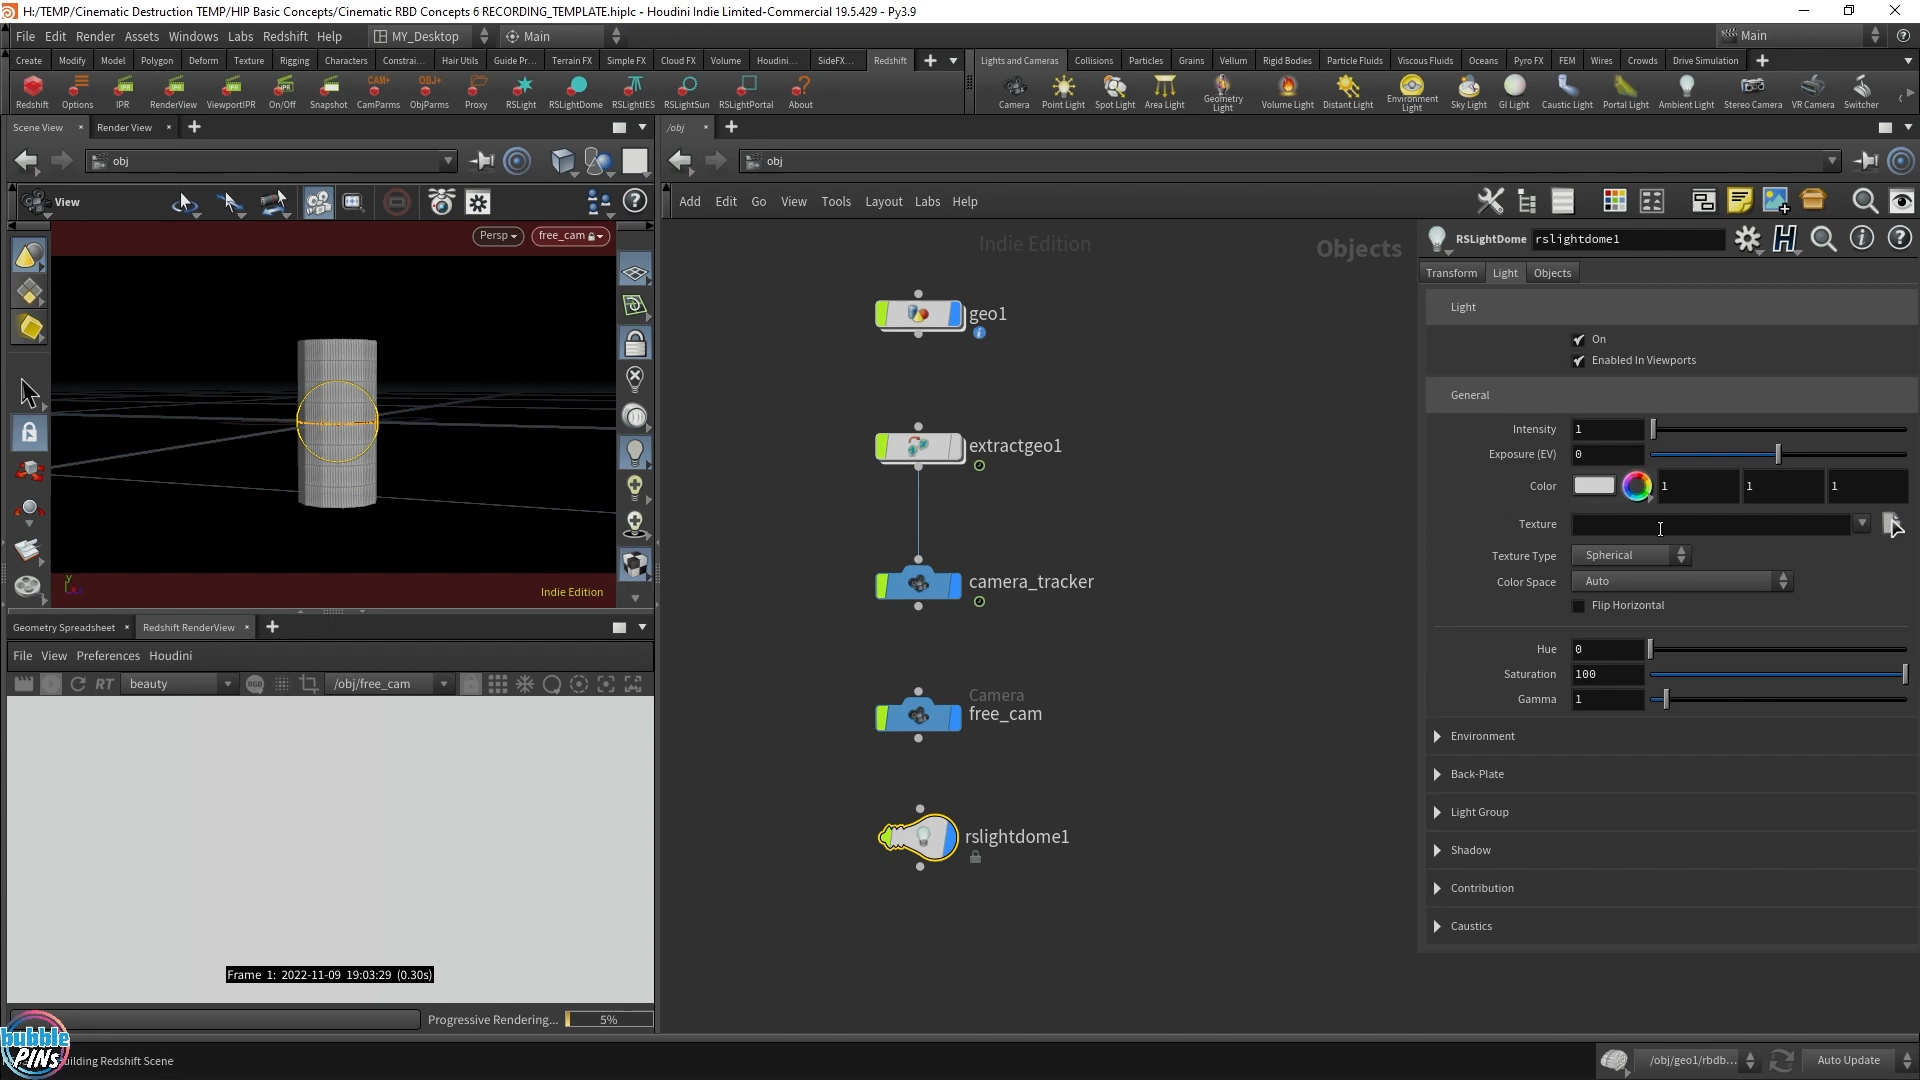 H:/TEMP/Cinematic Destruction TEMP/HIP Basic Concepts/Cinematic RBD Concepts 6 RECORDING_TEMPLATE.hiplc - Houdini Indie Limited-Commercial 19.5.429 - Py3.9
File Edit Render Assets Windows Labs Redshift Help MY_Desktop Main Main
Create Modify Model Polygon Deform Texture Rigging Characters Constrai... Hair Utils Guide Pr... Terrain FX Simple FX Cloud FX Volume Houdini... SideFX... Redshift
Lights and Cameras Collisions Particles Grains Vellum Rigid Bodies Particle Fluids Viscous Fluids Oceans Pyro FX FEM Wires Crowds Drive Simulation
Redshift Options IPR RenderView ViewportIPR On/Off Snapshot CamParms ObjParms Proxy RSLight RSLightDome RSLightIES RSLightSun RSLightPortal About
Camera Point Light Spot Light Area Light Geometry Light Volume Light Distant Light Environment Light Sky Light GI Light Caustic Light Portal Light Ambient Light Stereo Camera VR Camera Switcher
Scene View Render View
/obj
obj
obj
View
Add Edit Go View Tools Layout Labs Help
Persp
free_cam
Indie Edition
Indie Edition
Objects
geo1
extractgeo1
camera_tracker
Camera
free_cam
rslightdome1
RSLightDome rslightdome1
Transform Light Objects
Light
On
Enabled In Viewports
General
Intensity 1
Exposure (EV) 0
Color 1 1 1
Texture
Texture Type Spherical
Color Space Auto
Flip Horizontal
Hue 0
Saturation 100
Gamma 1
Environment
Back-Plate
Light Group
Shadow
Contribution
Caustics
Geometry Spreadsheet Redshift RenderView
File View Preferences Houdini
RT beauty RGB /obj/free_cam
Frame 1: 2022-11-09 19:03:29 (0.30s)
Progressive Rendering... 5%
bubble PINS
uilding Redshift Scene
/obj/geo1/rbdb... Auto Update